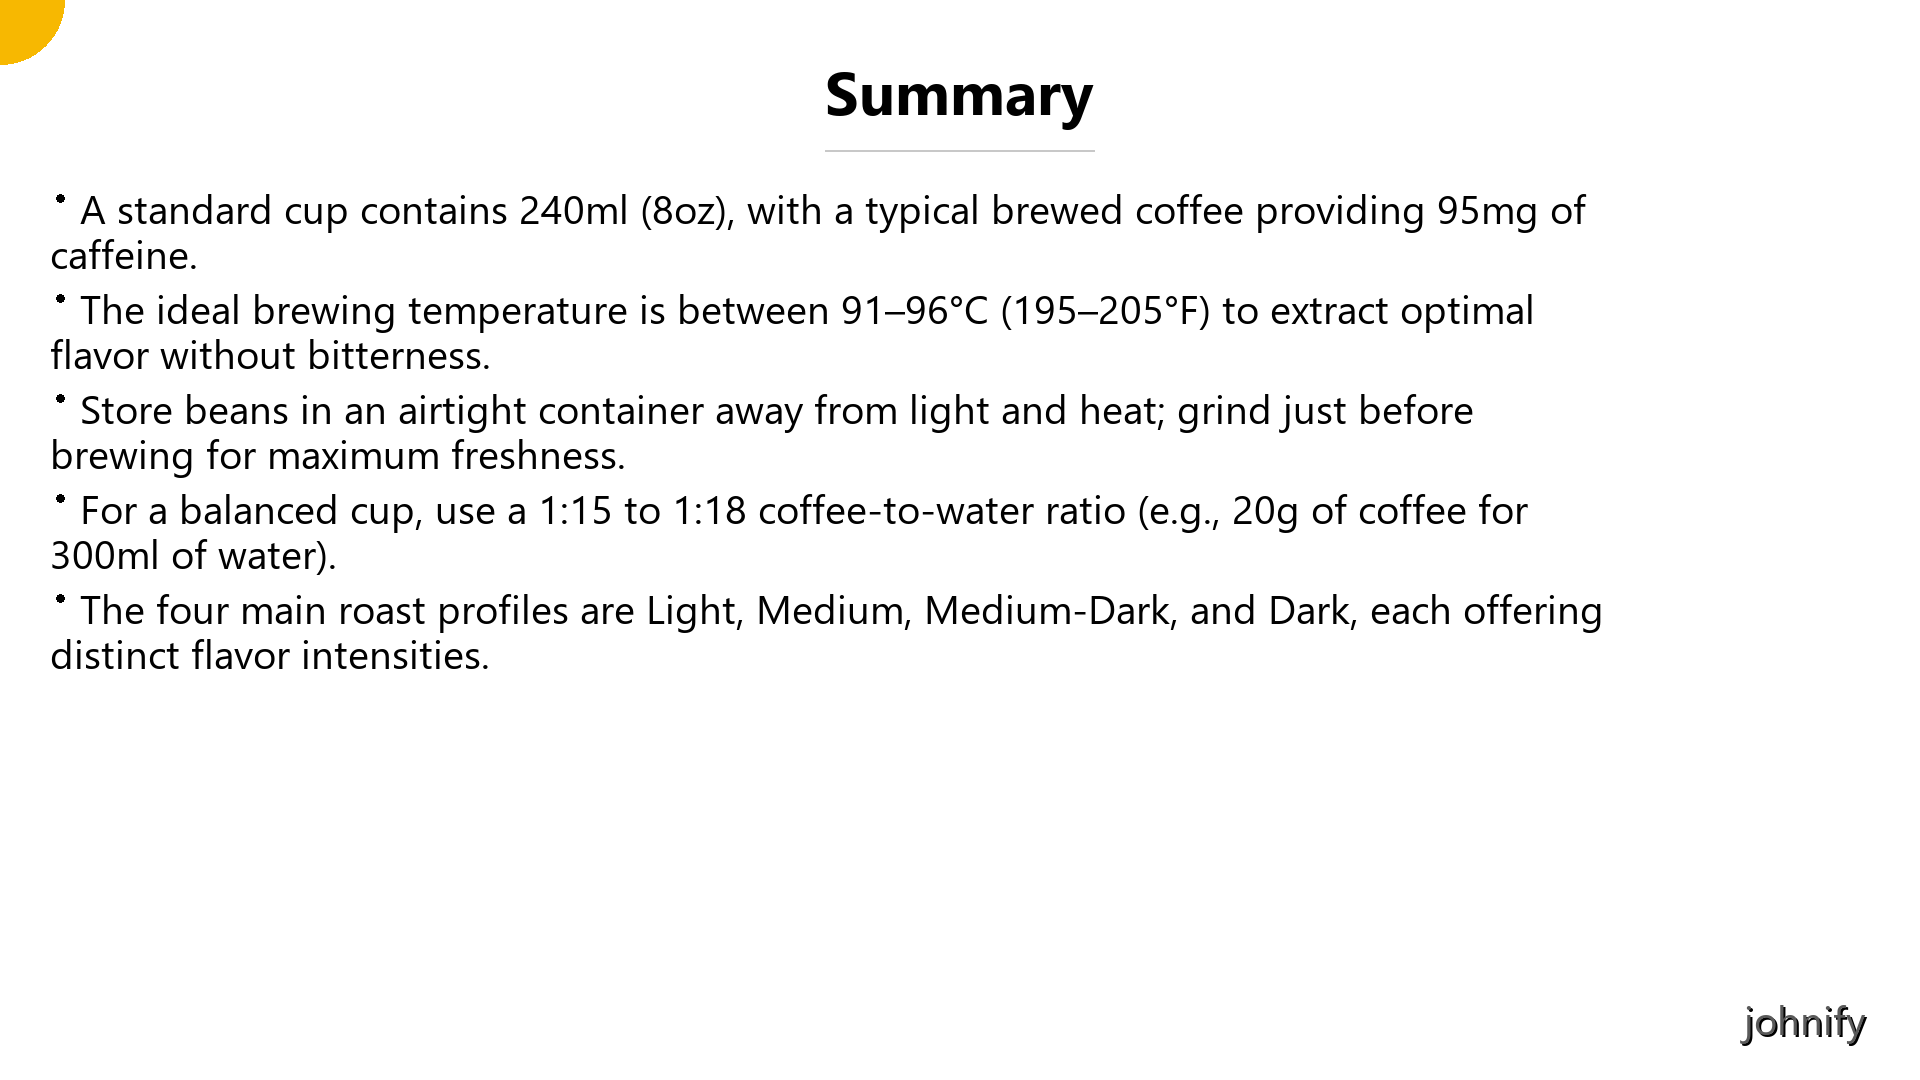 Summary
• A standard cup contains 240ml (8oz), with a typical brewed coffee providing 95mg of
caffeine.
• The ideal brewing temperature is between 91–96°C (195–205°F) to extract optimal
flavor without bitterness.
• Store beans in an airtight container away from light and heat; grind just before
brewing for maximum freshness.
• For a balanced cup, use a 1:15 to 1:18 coffee-to-water ratio (e.g., 20g of coffee for
300ml of water).
• The four main roast profiles are Light, Medium, Medium-Dark, and Dark, each offering
distinct flavor intensities.
johnify